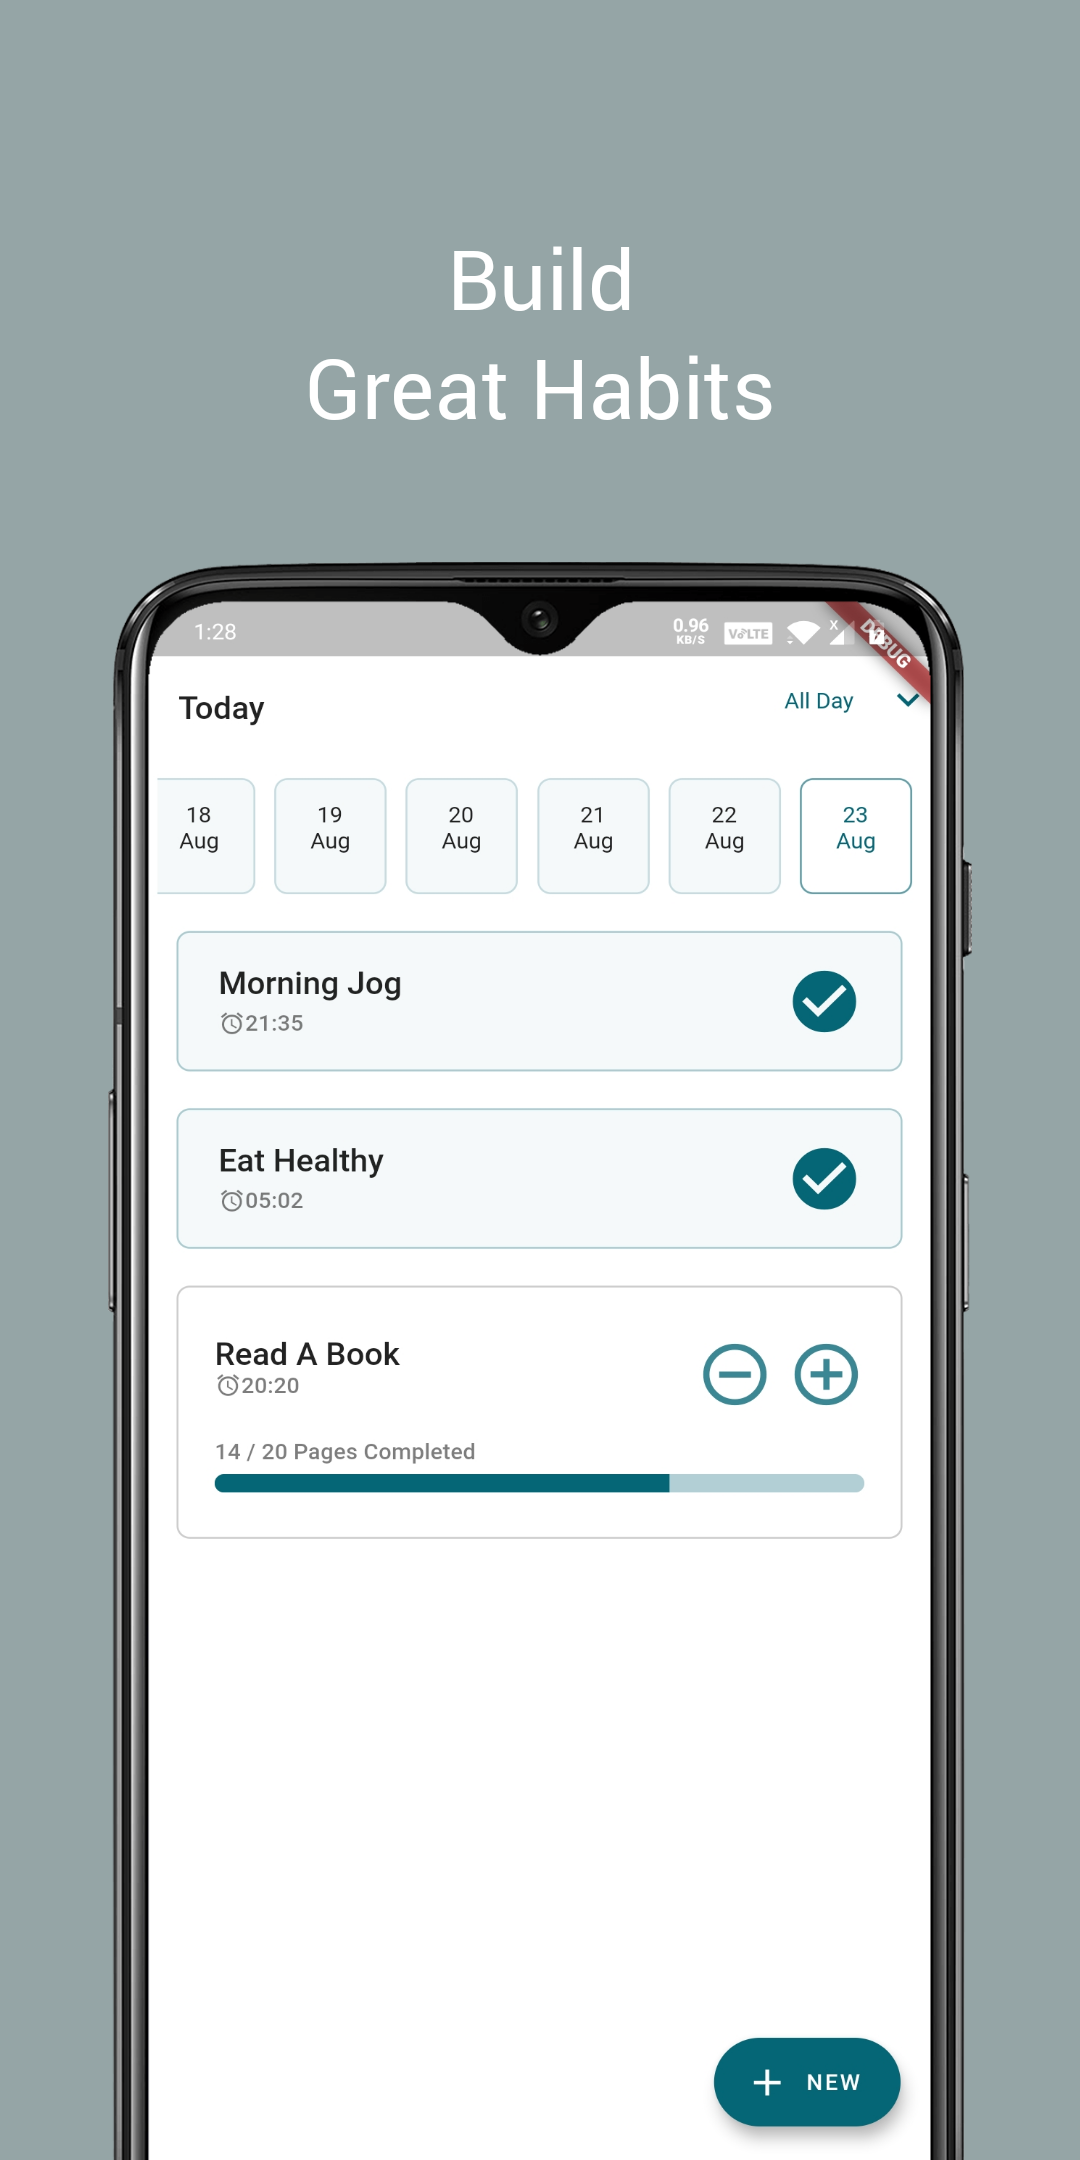 Build
Great Habits
1:28
0.96
KB/S
VoLTE
X
DEBUG
Today
All Day
18
Aug
19
Aug
20
Aug
21
Aug
22
Aug
23
Aug
Morning Jog
21:35
Eat Healthy
05:02
Read A Book
20:20
14 / 20 Pages Completed
NEW